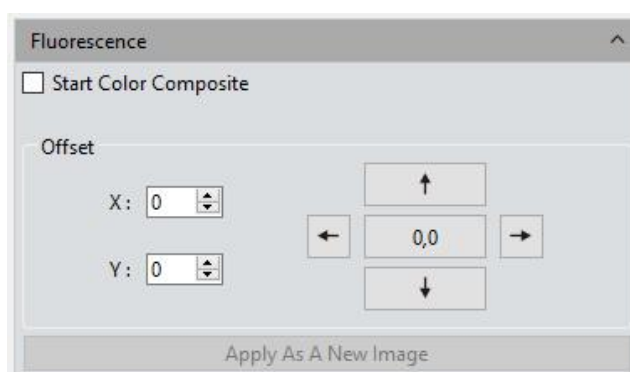 Fluorescence
Start Color Composite
Offset
X: 0
0,0
Y: 0
Apply As A New Image